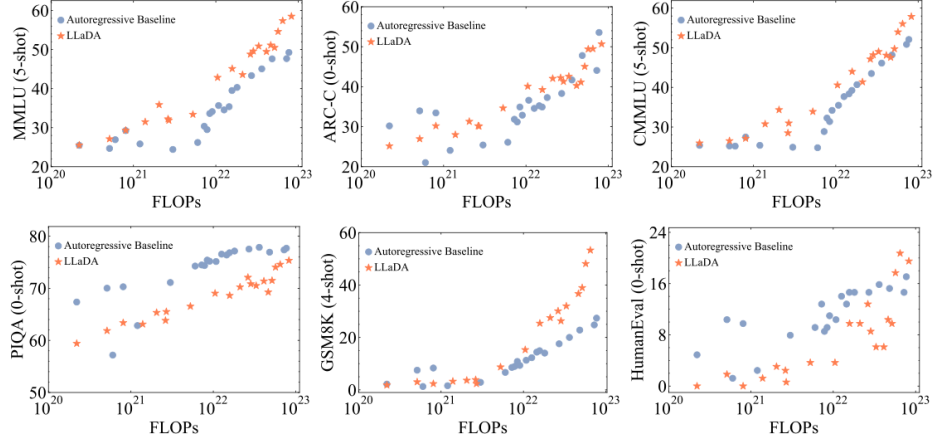 MMLU (5-shot)
60
50
40
30
20
Autoregressive Baseline
LLaDA
10^20
10^21
10^22
10^23
FLOPs
ARC-C (0-shot)
60
50
40
30
20
Autoregressive Baseline
LLaDA
10^20
10^21
10^22
10^23
FLOPs
CMMLU (5-shot)
60
50
40
30
20
Autoregressive Baseline
LLaDA
10^20
10^21
10^22
10^23
FLOPs
PIQA (0-shot)
80
70
60
50
Autoregressive Baseline
LLaDA
10^20
10^21
10^22
10^23
FLOPs
GSM8K (4-shot)
60
40
20
0
Autoregressive Baseline
LLaDA
10^21
10^22
10^23
FLOPs
HumanEval (0-shot)
24
16
8
0
Autoregressive Baseline
LLaDA
10^20
10^21
10^22
10^23
FLOPs